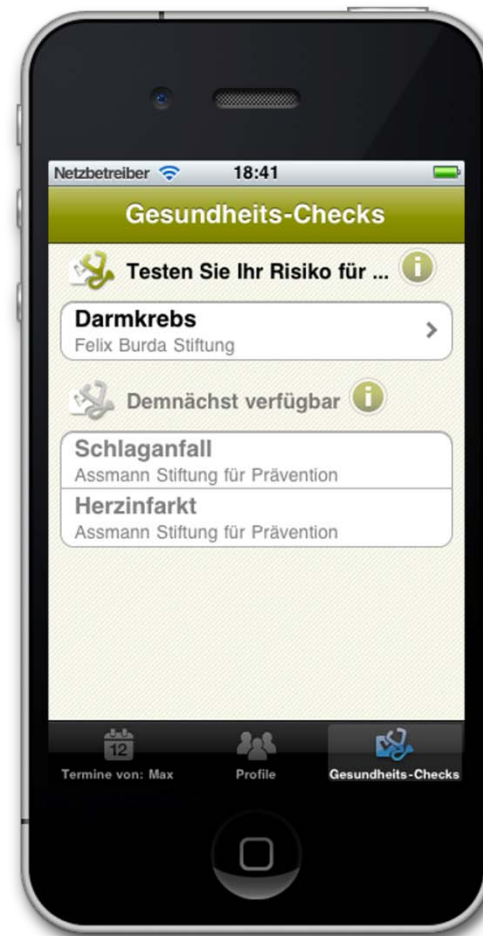 Netzbetreiber 18:41
Gesundheits-Checks
Testen Sie Ihr Risiko für ... i
Darmkrebs
Felix Burda Stiftung
Demnächst verfügbar i
Schlaganfall
Assmann Stiftung für Prävention
Herzinfarkt
Assmann Stiftung für Prävention
12
Termine von: Max Profile Gesundheits-Checks